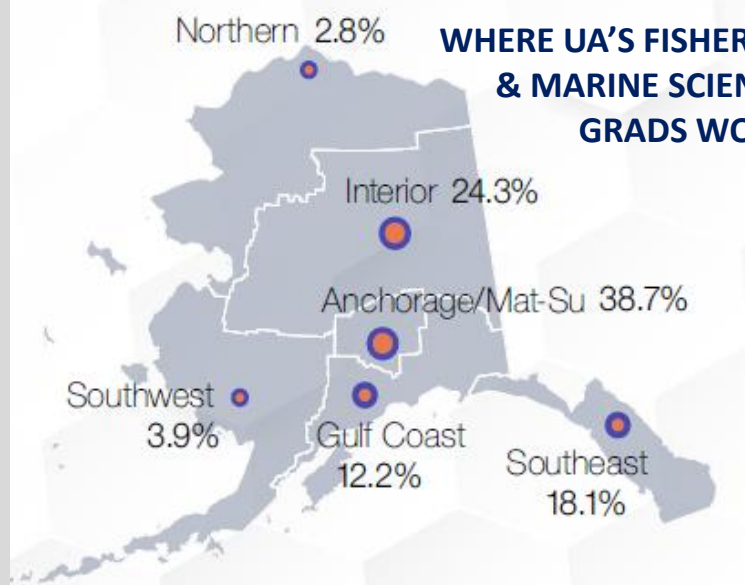 Northern 2.8%
WHERE UA'S
& MARINE
GRADS
Interior 24.3%
Anchorage/Mat-Su 38.7%
Southwest
3.9%
Gulf Coast
12.2%
Southeast
18.1%